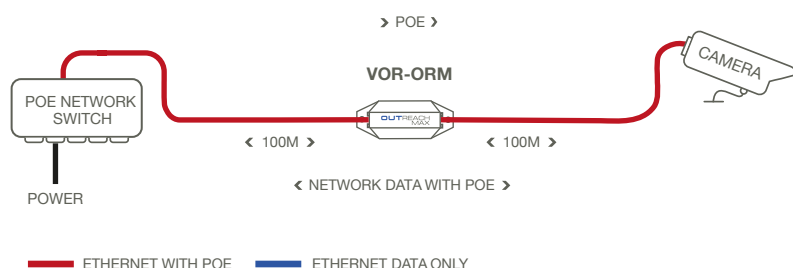 ❯ POE ❯
VOR-ORM
CAMERA
POE NETWORK
SWITCH
OUTREACH
MAX
❮ 100M ❯
❮ 100M ❯
❮ NETWORK DATA WITH POE ❯
POWER
ETHERNET WITH POE
ETHERNET DATA ONLY